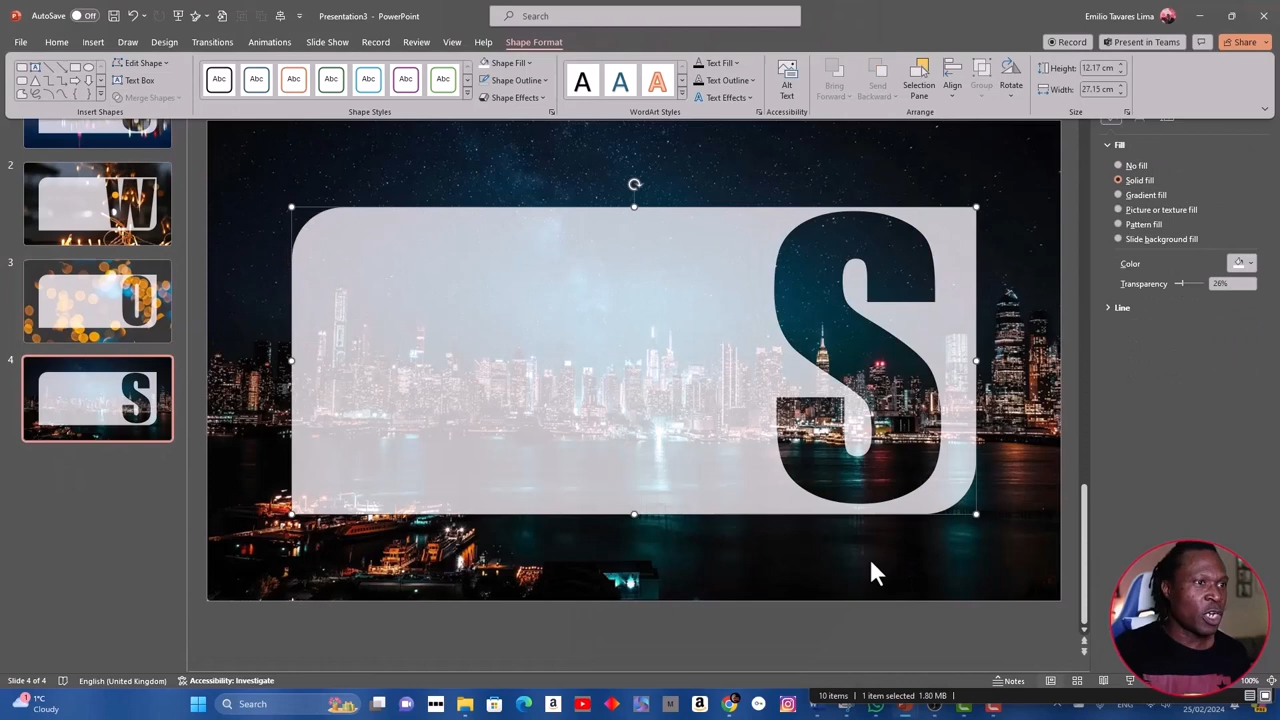 AutoSave Off
Presentation3 - PowerPoint
Search
Emilio Tavares Lima
File Home Insert Draw Design Transitions Animations Slide Show Record Review View Help Shape Format
Record Present in Teams Share
Edit Shape
Text Box
Merge Shapes
Insert Shapes
Abc Abc Abc Abc Abc Abc Abc
Shape Fill
Shape Outline
Shape Effects
Shape Styles
A A A
Text Fill
Text Outline
Text Effects
WordArt Styles
Alt
Text
Accessibility
Bring
Forward
Send
Backward
Selection
Pane
Align
Group
Rotate
Arrange
Height: 12.17 cm
Width: 27.15 cm
Size
2
W
3
O
4
S
S
Fill
No fill
Solid fill
Gradient fill
Picture or texture fill
Pattern fill
Slide background fill
Color
Transparency 26%
Line
Slide 4 of 4
English (United Kingdom)
Accessibility: Investigate
Notes
100%
10 items 1 item selected 1.80 MB
1
1°C
Cloudy
Search
25/02/2024